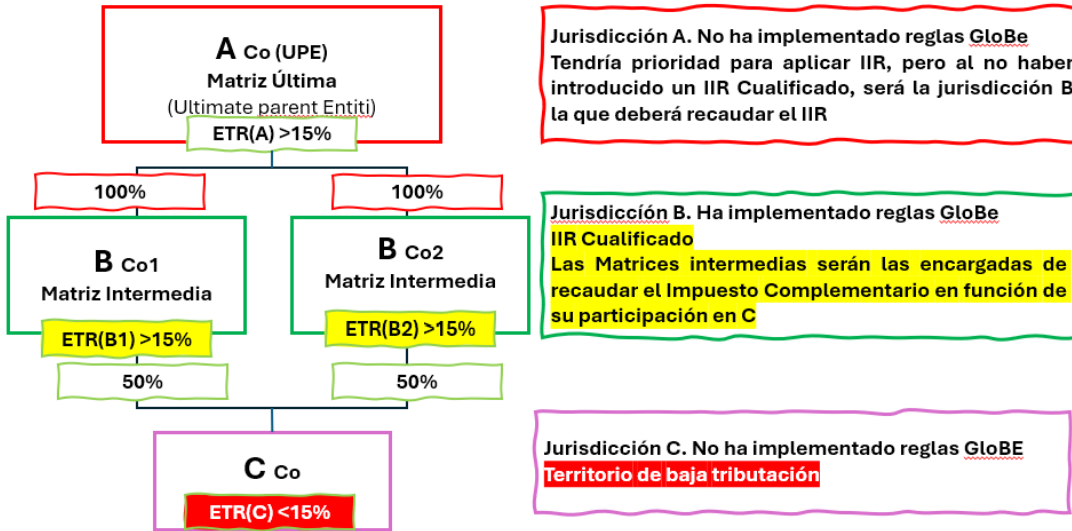 A Co (UPE)
Matriz Última
(Ultimate parent Entiti)
ETR(A) >15%
100%
100%
B Co1
Matriz Intermedia
ETR(B1) >15%
50%
B Co2
Matriz Intermedia
ETR(B2) >15%
50%
C Co
ETR(C) <15%
Jurisdicción A. No ha implementado reglas GloBe
Tendría prioridad para aplicar IIR, pero al no haber
introducido un IIR Cualificado, será la jurisdicción B
la que deberá recaudar el IIR
Jurisdiccíón B. Ha implementado reglas GloBe
IIR Cualificado
Las Matrices intermedias serán las encargadas de
recaudar el Impuesto Complementario en función de
su participación en C
Jurisdicción C. No ha implementado reglas GloBE
Territorio de baja tributación